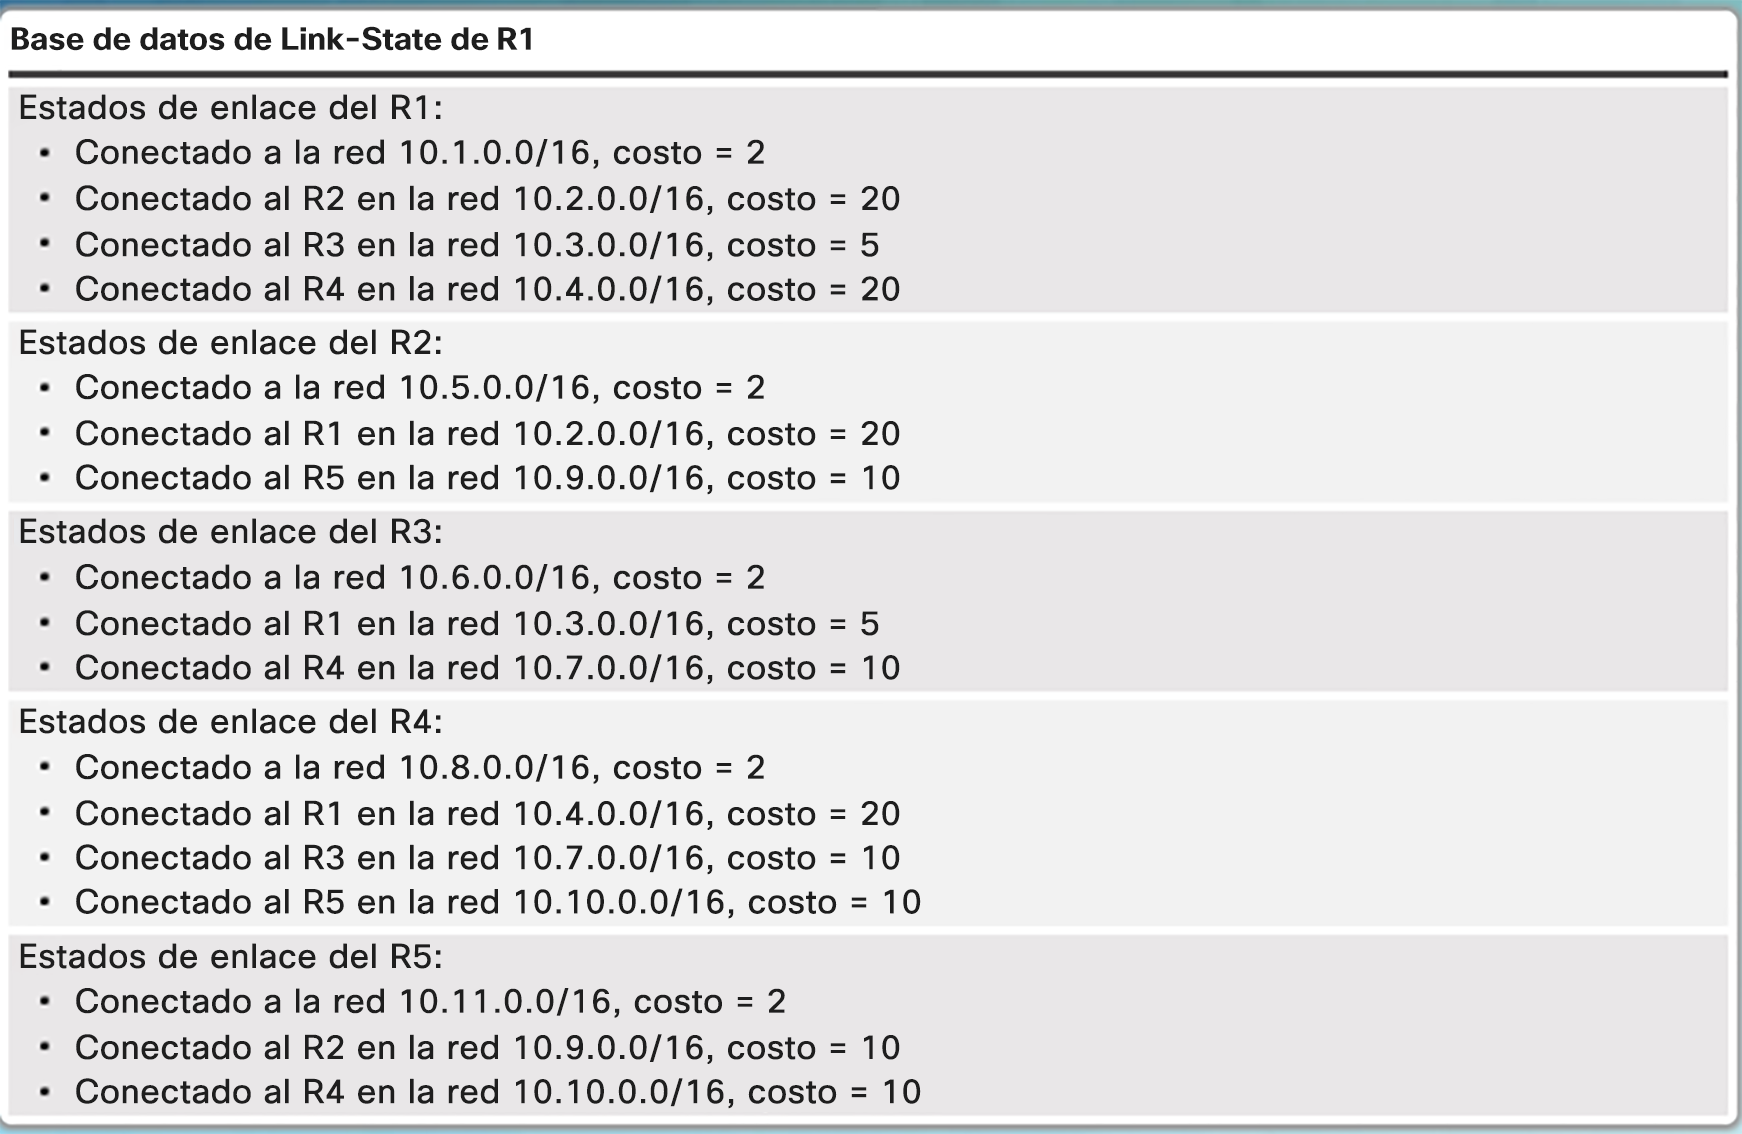 Base de datos de Link-State de R1
Estados de enlace del R1:
• Conectado a la red 10.1.0.0/16, costo = 2
• Conectado al R2 en la red 10.2.0.0/16, costo = 20
• Conectado al R3 en la red 10.3.0.0/16, costo = 5
• Conectado al R4 en la red 10.4.0.0/16, costo = 20
Estados de enlace del R2:
• Conectado a la red 10.5.0.0/16, costo = 2
• Conectado al R1 en la red 10.2.0.0/16, costo = 20
• Conectado al R5 en la red 10.9.0.0/16, costo = 10
Estados de enlace del R3:
• Conectado a la red 10.6.0.0/16, costo = 2
• Conectado al R1 en la red 10.3.0.0/16, costo = 5
• Conectado al R4 en la red 10.7.0.0/16, costo = 10
Estados de enlace del R4:
• Conectado a la red 10.8.0.0/16, costo = 2
• Conectado al R1 en la red 10.4.0.0/16, costo = 20
• Conectado al R3 en la red 10.7.0.0/16, costo = 10
• Conectado al R5 en la red 10.10.0.0/16, costo = 10
Estados de enlace del R5:
• Conectado a la red 10.11.0.0/16, costo = 2
• Conectado al R2 en la red 10.9.0.0/16, costo = 10
• Conectado al R4 en la red 10.10.0.0/16, costo = 10